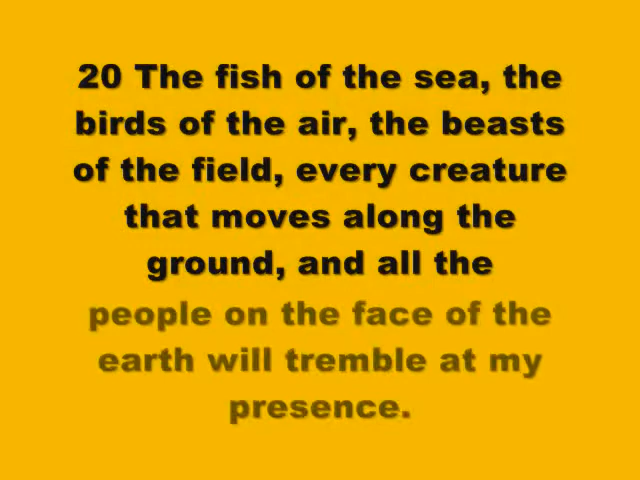 20 The fish of the sea, the
birds of the air, the beasts
of the field, every creature
that moves along the
ground, and all the
people on the face of the
earth will tremble at my
presence.